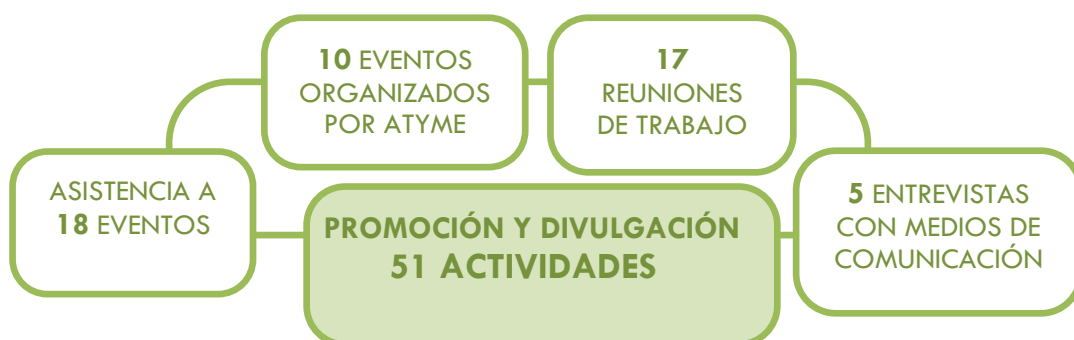 10 EVENTOS
ORGANIZADOS
POR ATYME
17
REUNIONES
DE TRABAJO
ASISTENCIA A
18 EVENTOS
PROMOCIÓN Y DIVULGACIÓN
51 ACTIVIDADES
5 ENTREVISTAS
CON MEDIOS DE
COMUNICACIÓN